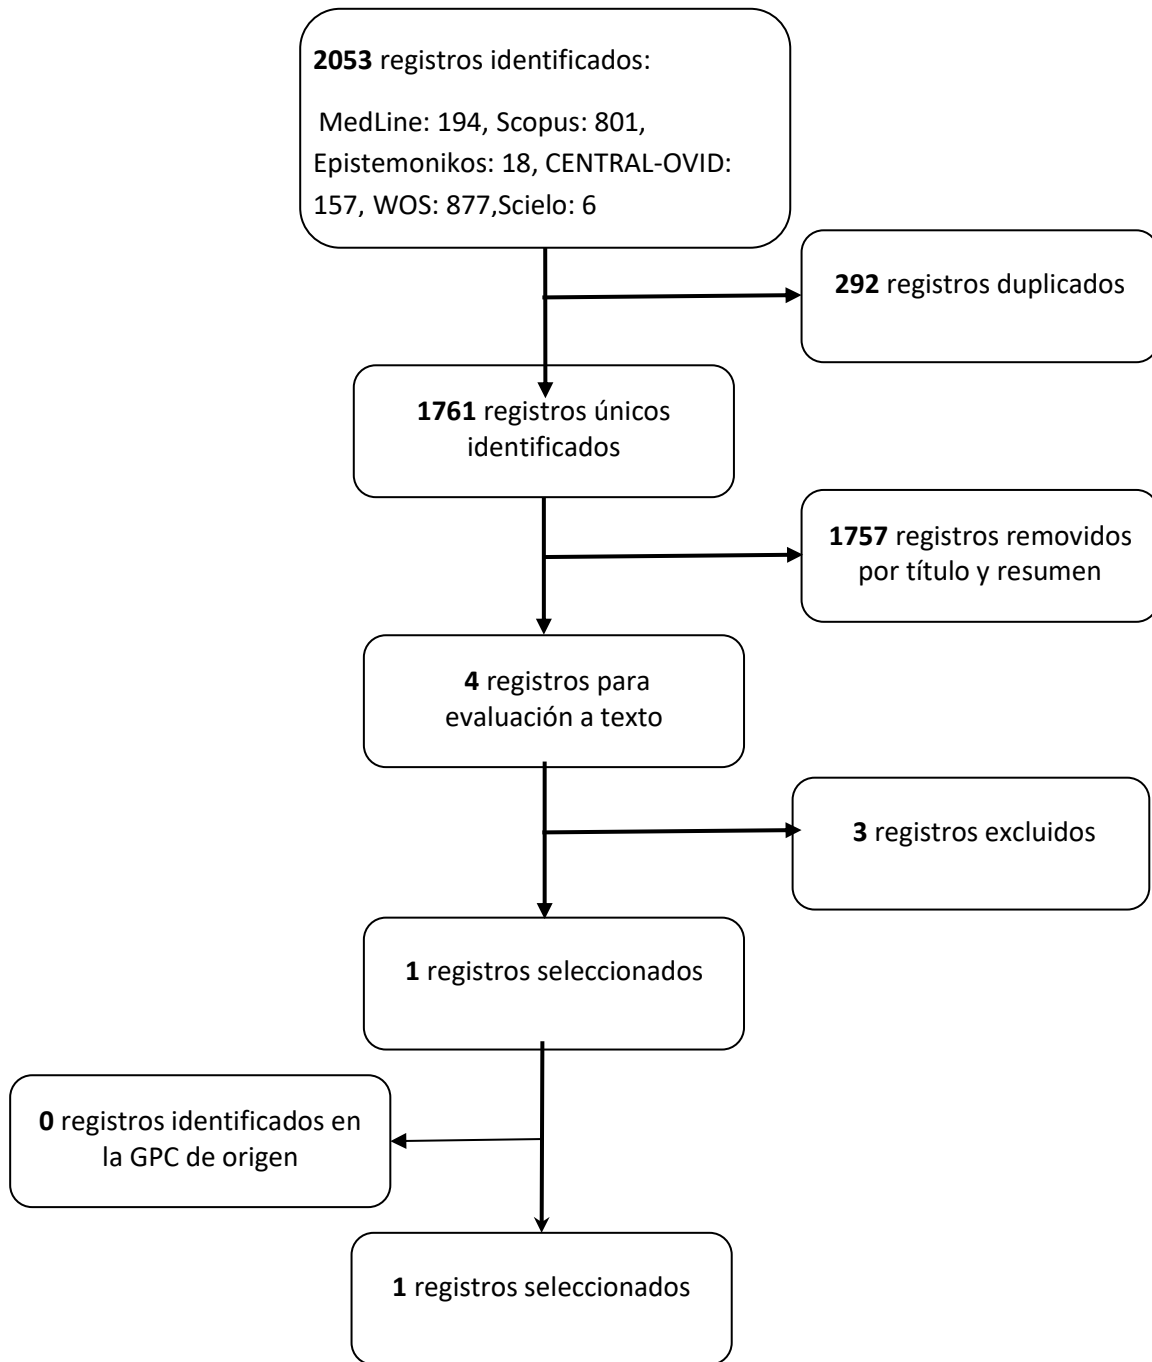 2053 registros identificados:
MedLine: 194, Scopus: 801,
Epistemonikos: 18, CENTRAL-OVID:
157, WOS: 877,Scielo: 6
292 registros duplicados
1761 registros únicos
identificados
1757 registros removidos
por título y resumen
4 registros para
evaluación a texto
3 registros excluidos
1 registros seleccionados
0 registros identificados en
la GPC de origen
1 registros seleccionados